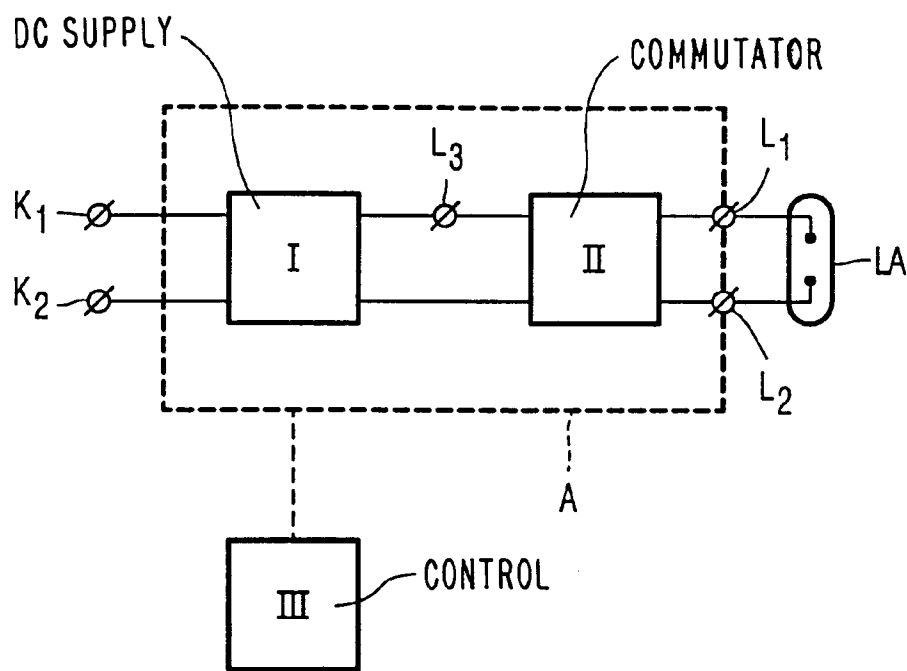 DC SUPPLY
COMMUTATOR
L3
L1
K1
I
II
LA
K2
L2
A
III
CONTROL